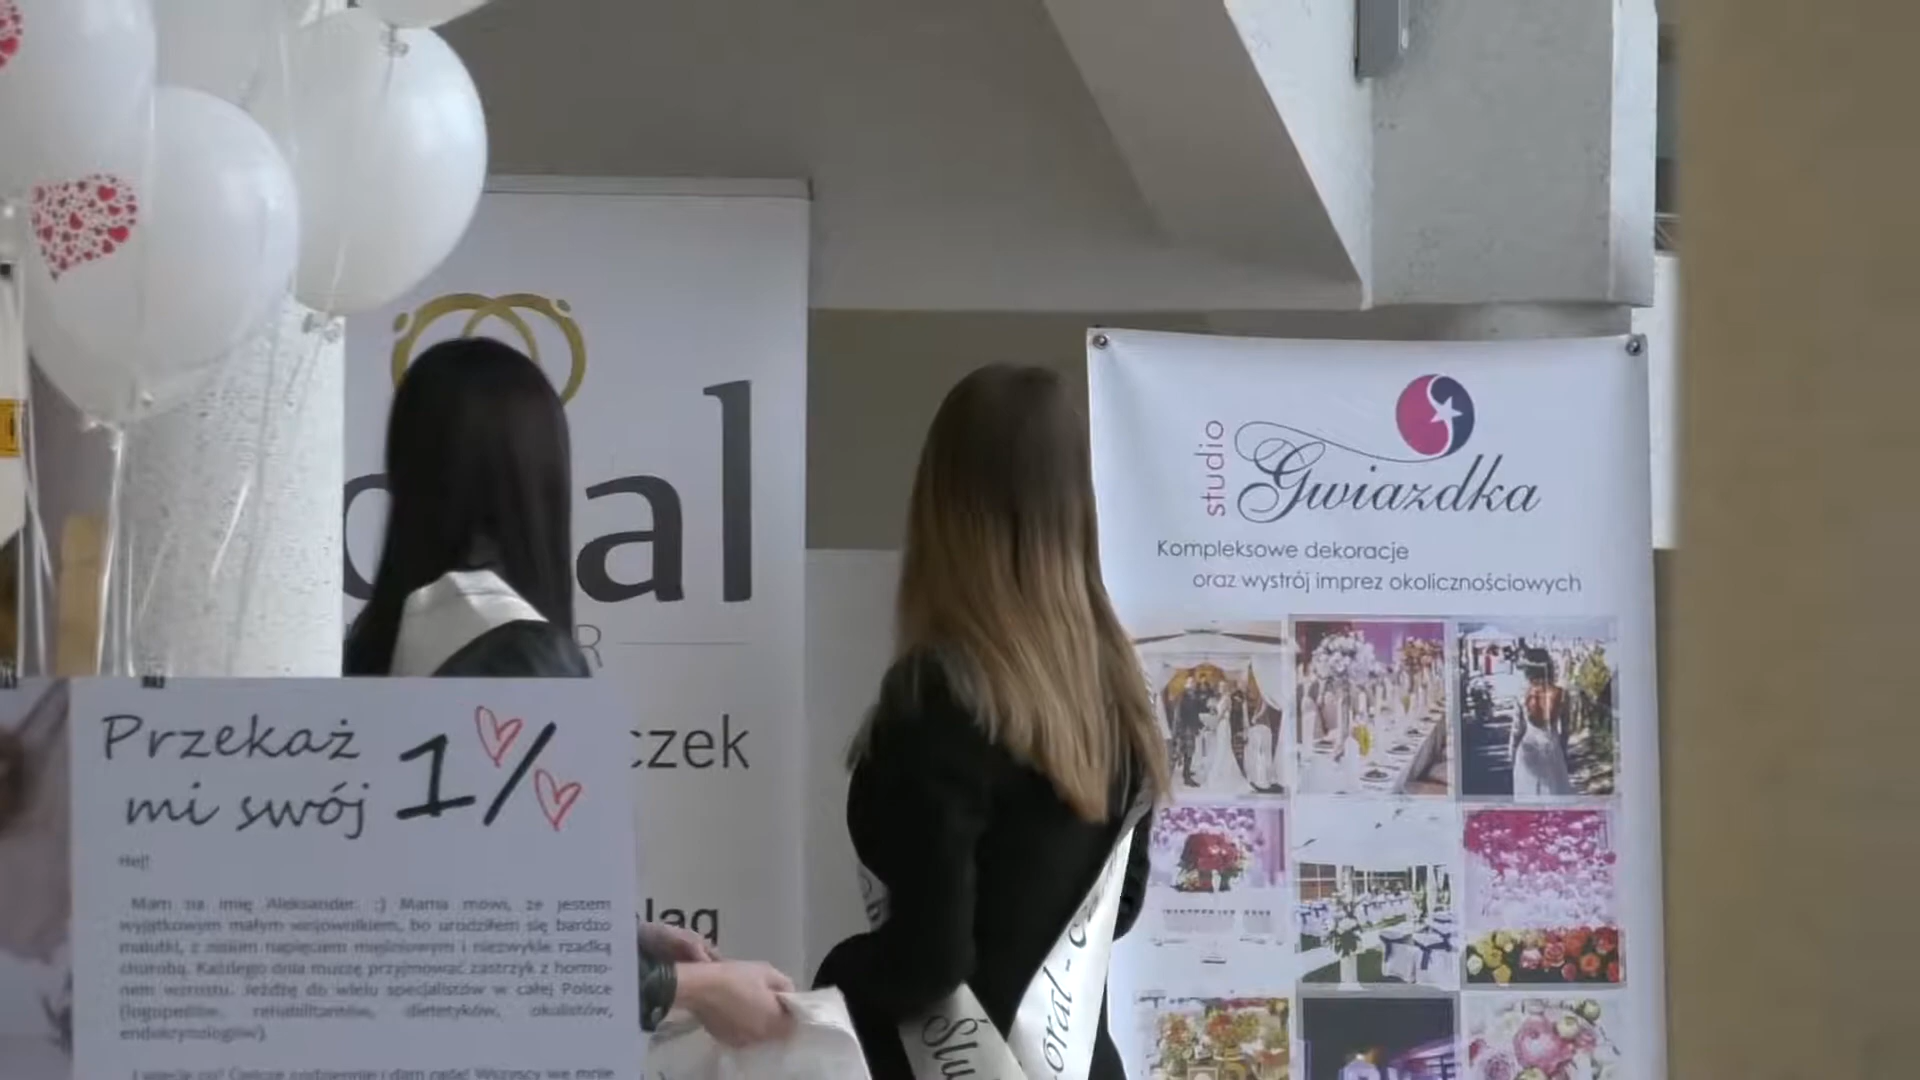 al
R
czek
studio
Gwiazdka
Kompleksowe dekoracje
oraz wystrój imprez okolicznościowych
Przekaż
mi swój 1%
Hej!
Mam na imię Aleksander. :) Mama mówi, że jestem
wyjątkowym małym wojownikiem, bo urodziłem się bardzo
malutki, z niskim napięciem mięśniowym i niezwykle rzadką
chorobą. Każdego dnia muszę przyjmować zastrzyk z hormo-
nem wzrostu. Jeżdżę do wielu specjalistów w całej Polsce
(logopedów, rehabilitantów, dietetyków, okulistów,
endokrynologów).
oral - c
Ślu